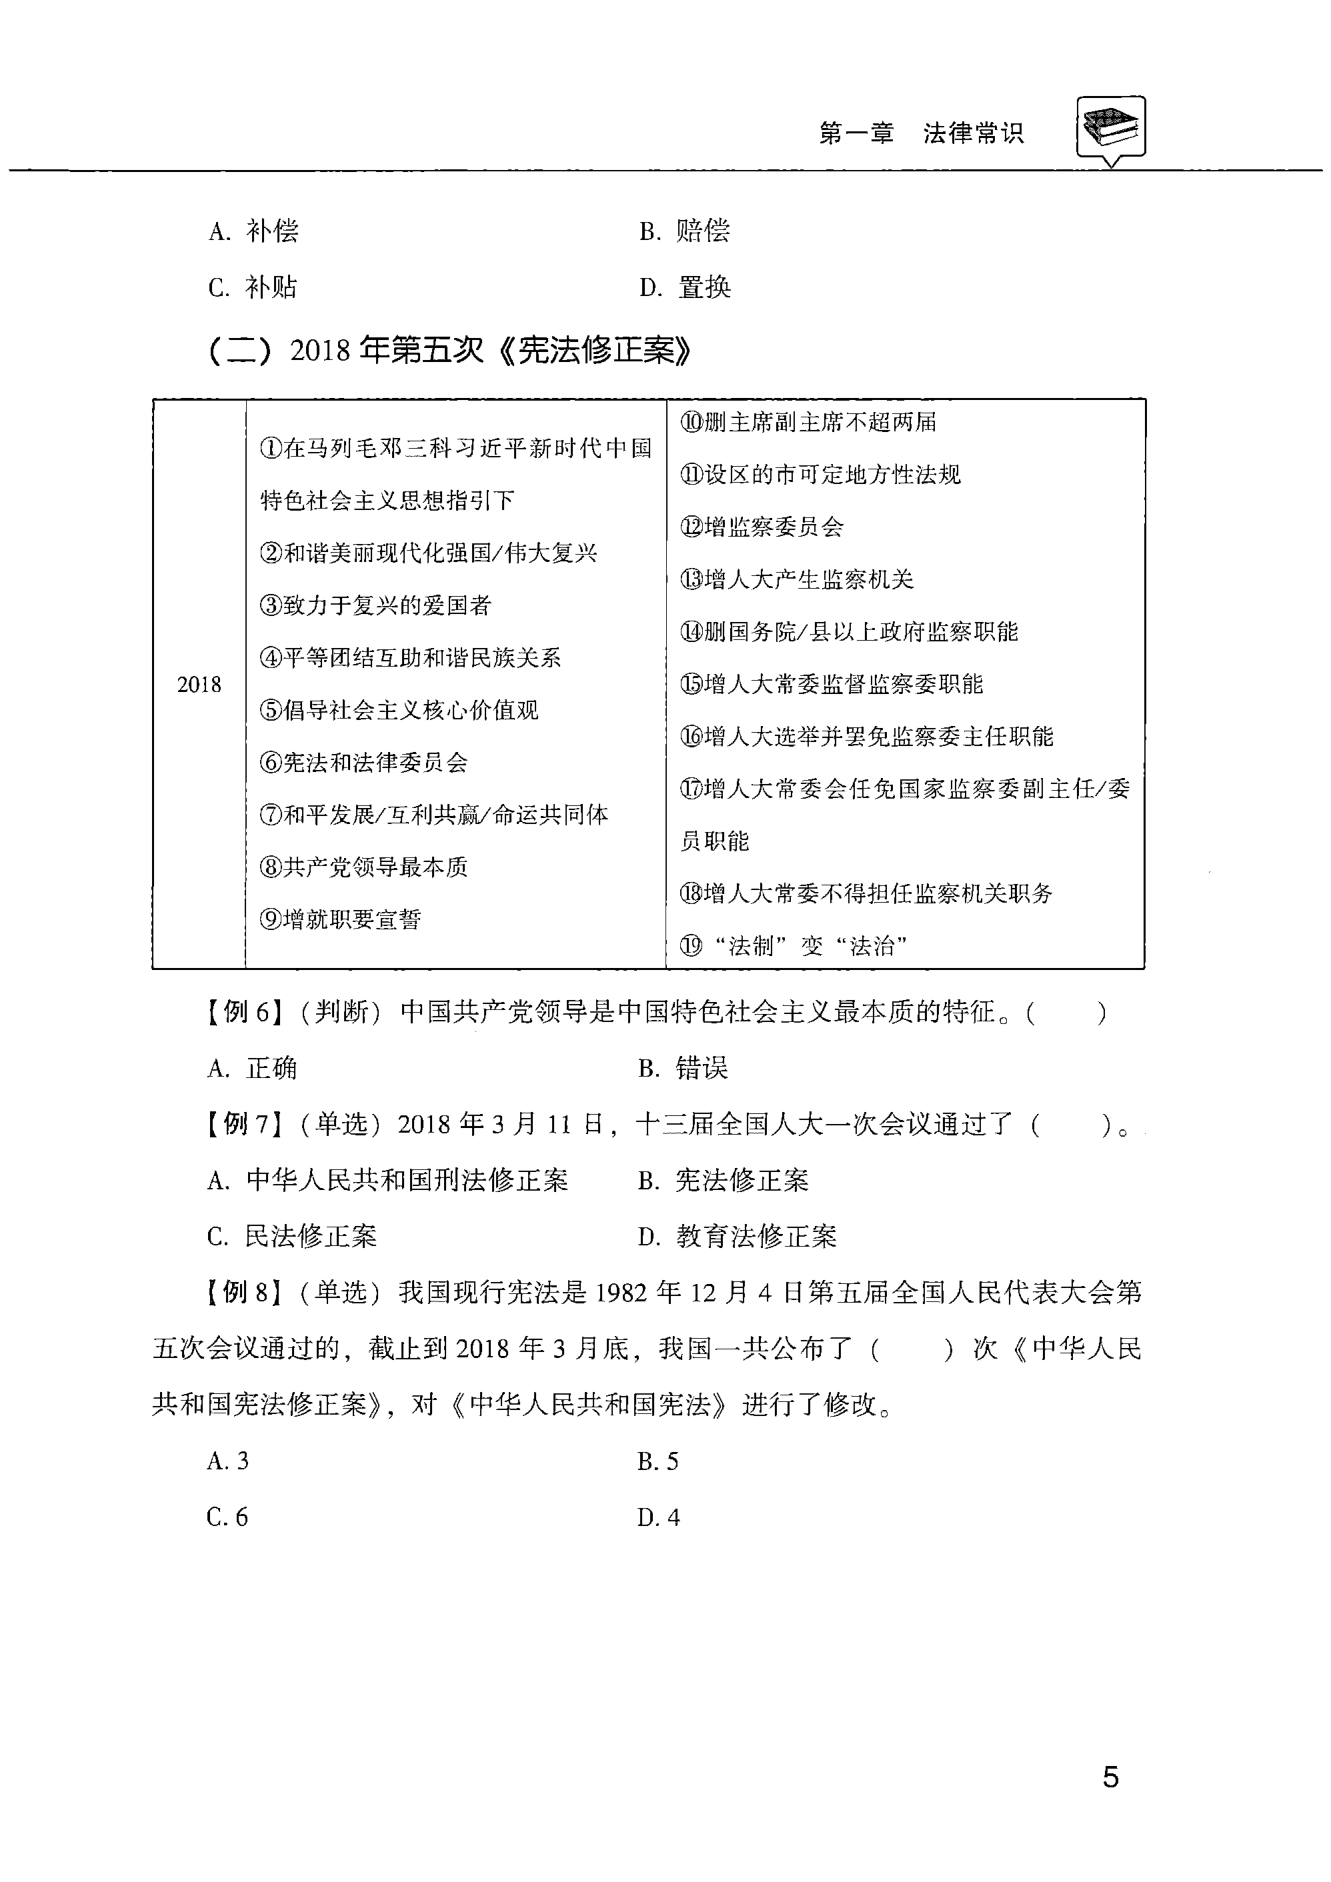 第一章 法律常识
A. 补偿 B. 赔偿
C. 补贴 D. 置换
（二）2018 年第五次《宪法修正案》
2018
①在马列毛邓三科习近平新时代中国
特色社会主义思想指引下
②和谐美丽现代化强国/伟大复兴
③致力于复兴的爱国者
④平等团结互助和谐民族关系
⑤倡导社会主义核心价值观
⑥宪法和法律委员会
⑦和平发展/互利共赢/命运共同体
⑧共产党领导最本质
⑨增就职要宣誓
⑩删主席副主席不超两届
⑪设区的市可定地方性法规
⑫增监察委员会
⑬增人大产生监察机关
⑭删国务院/县以上政府监察职能
⑮增人大常委监督监察委职能
⑯增人大选举并罢免监察委主任职能
⑰增人大常委会任免国家监察委副主任/委
员职能
⑱增人大常委不得担任监察机关职务
⑲“法制”变“法治”
【例 6】（判断）中国共产党领导是中国特色社会主义最本质的特征。（  ）
A. 正确 B. 错误
【例 7】（单选）2018 年 3 月 11 日，十三届全国人大一次会议通过了（  ）。
A. 中华人民共和国刑法修正案 B. 宪法修正案
C. 民法修正案 D. 教育法修正案
【例 8】（单选）我国现行宪法是 1982 年 12 月 4 日第五届全国人民代表大会第
五次会议通过的，截止到 2018 年 3 月底，我国一共公布了（  ）次《中华人民
共和国宪法修正案》，对《中华人民共和国宪法》进行了修改。
A. 3 B. 5
C. 6 D. 4
5